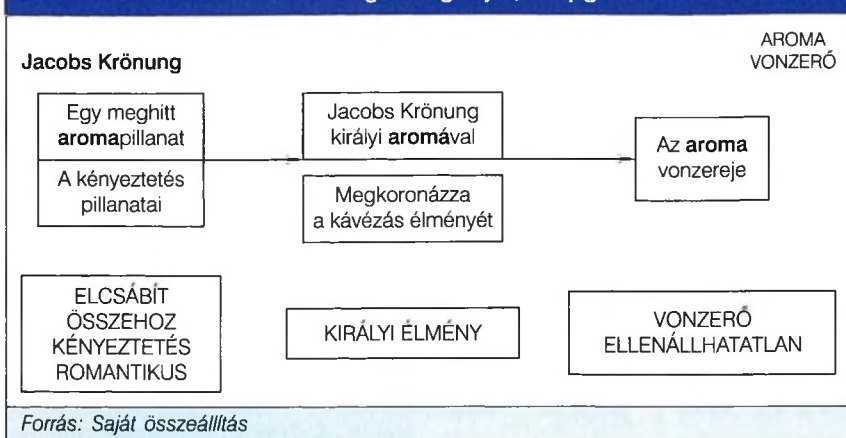 AROMA
VONZERŐ
Jacobs Krönung
Egy meghitt
aromapillanat
A kényeztetés
pillanatai
Jacobs Krönung
királyi aromával
Megkoronázza
a kávézás élményét
Az aroma
vonzereje
ELCSÁBÍT
ÖSSZEHOZ
KÉNYEZTETÉS
ROMANTIKUS
KIRÁLYI ÉLMÉNY
VONZERŐ
ELLENÁLLHATATLAN
Forrás: Saját összeállítás